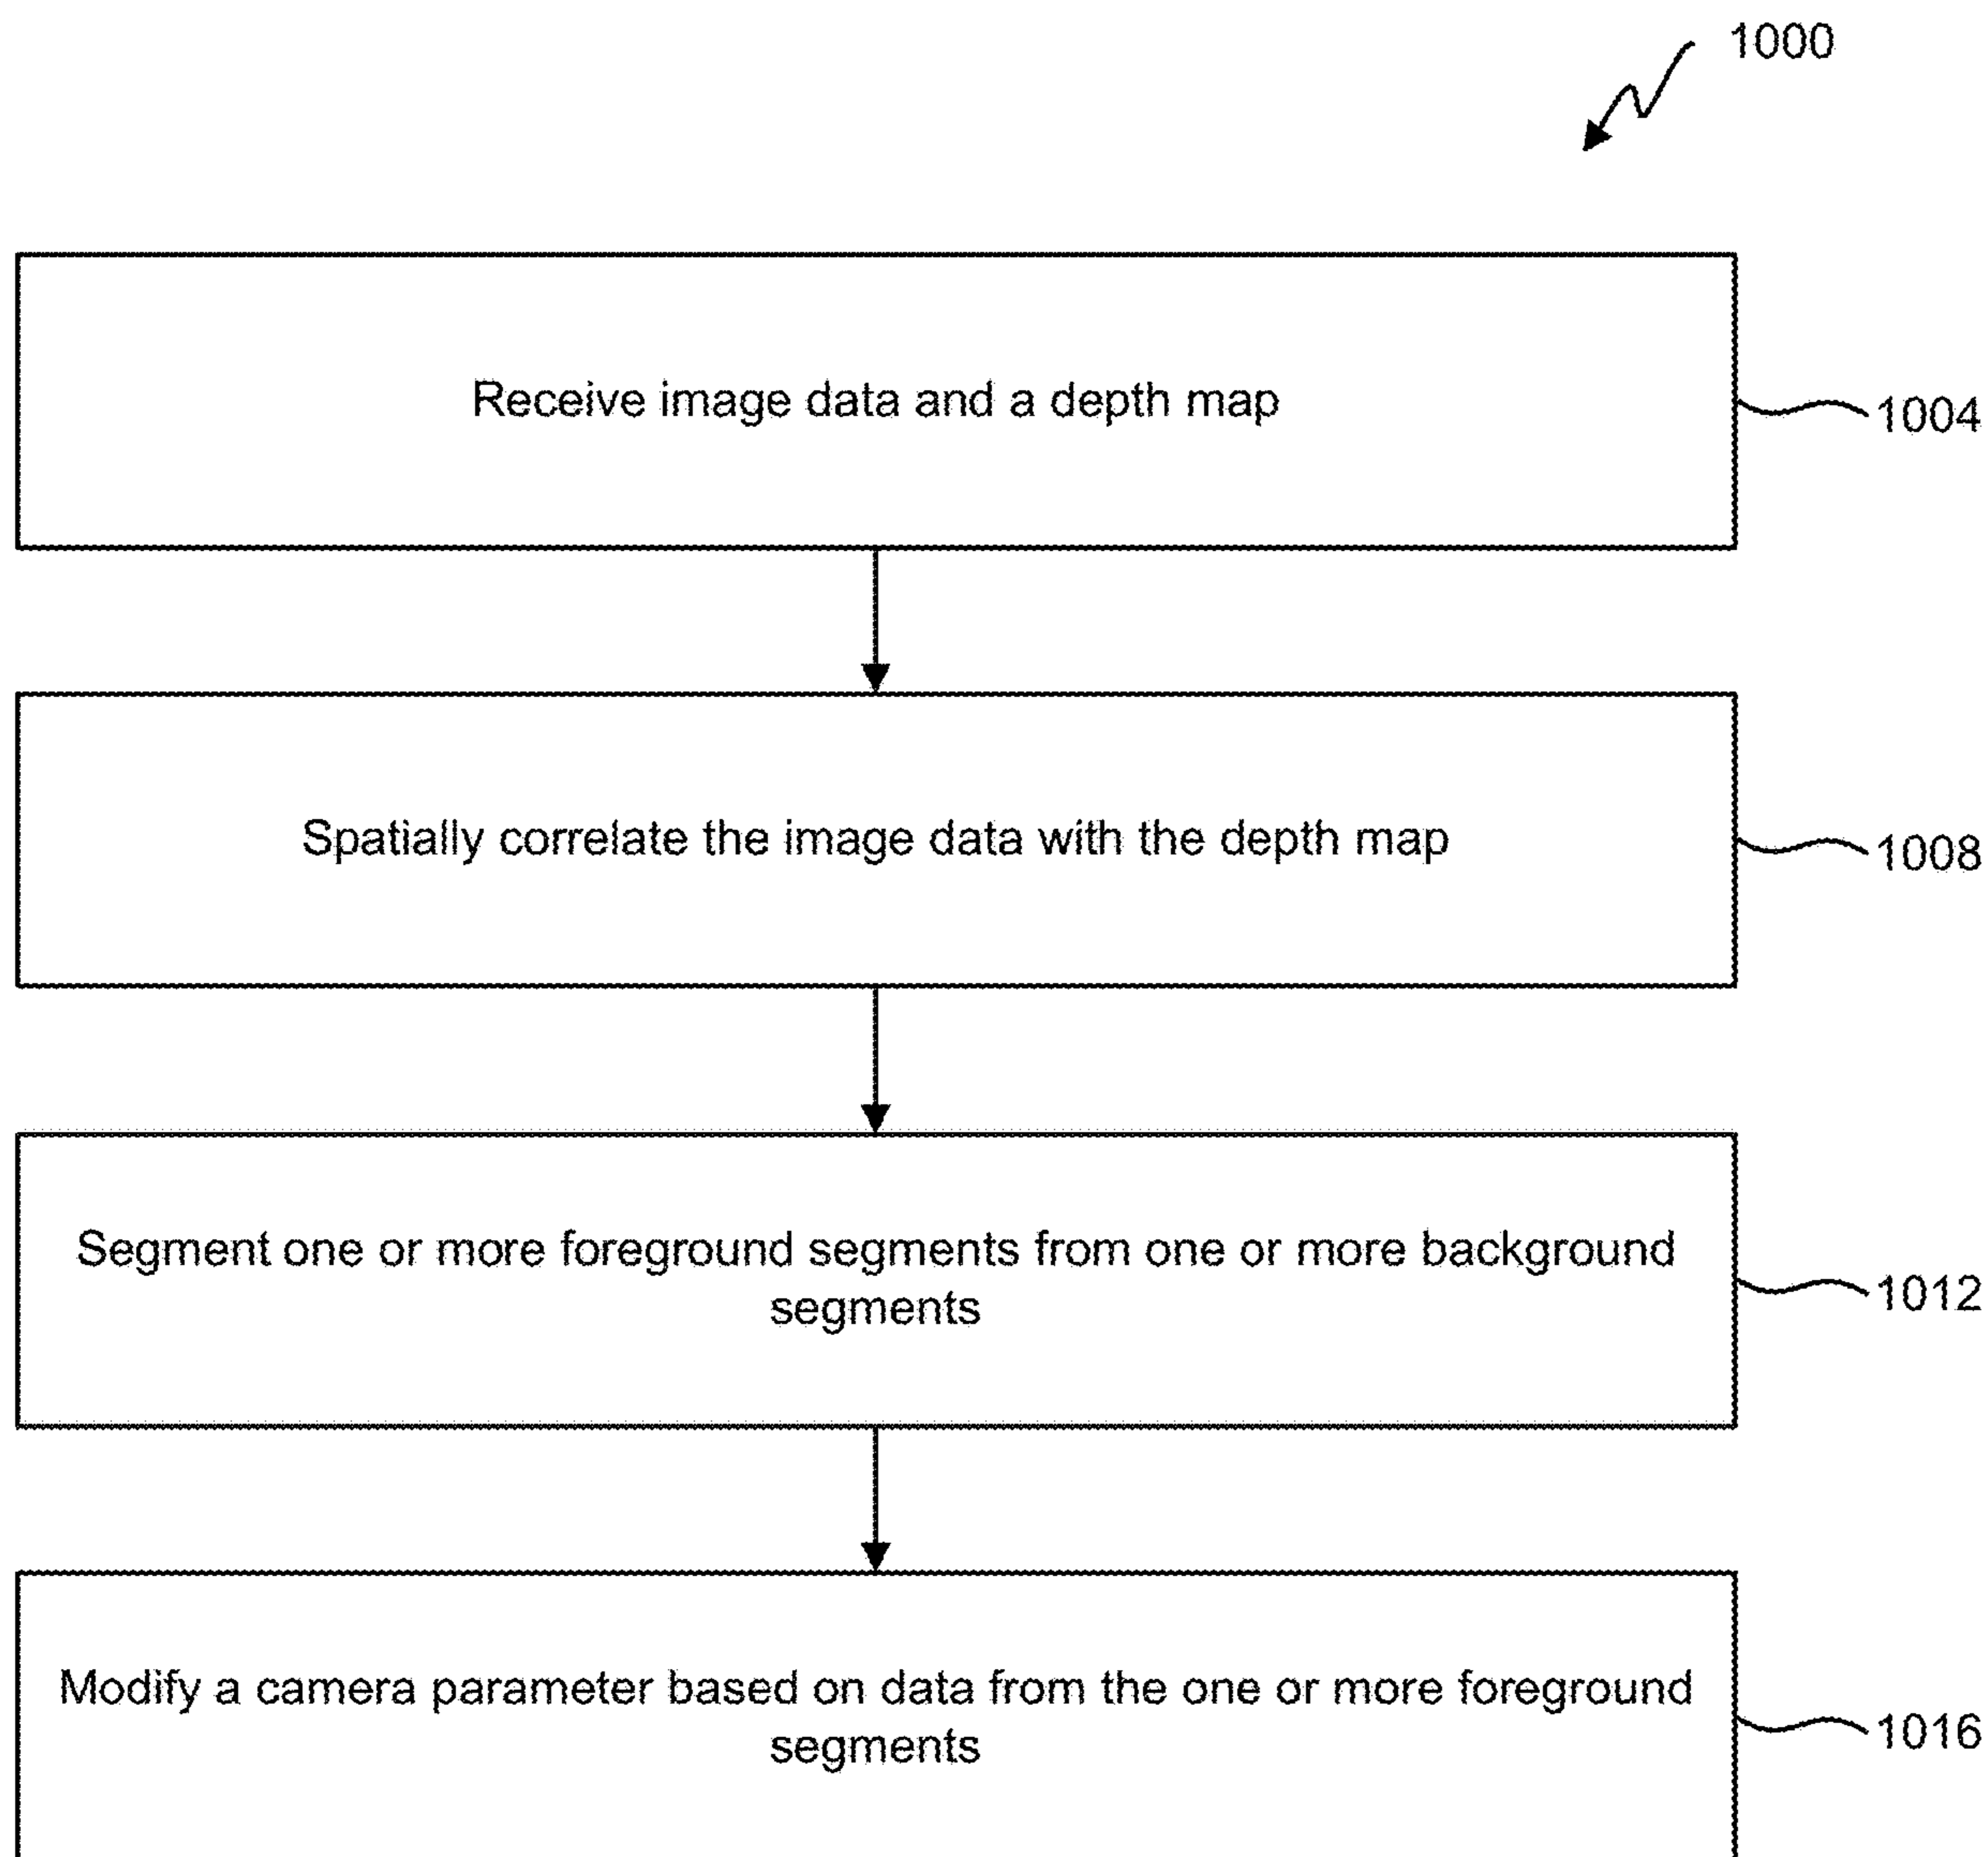 1000
Receive image data and a depth map
1004
Spatially correlate the image data with the depth map
1008
Segment one or more foreground segments from one or more background
segments
1012
Modify a camera parameter based on data from the one or more foreground
segments
1016